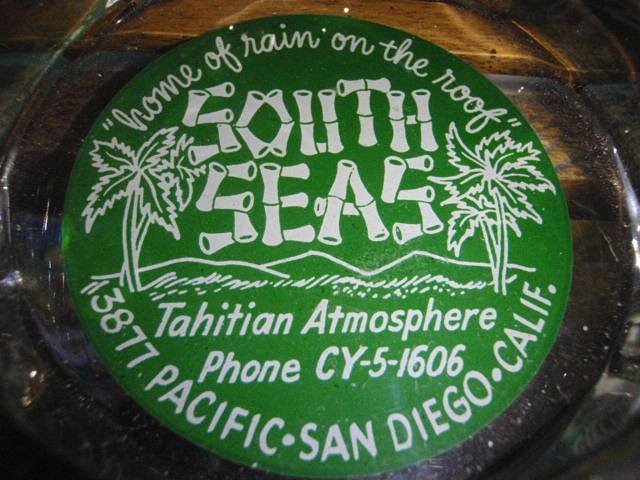 "home of rain on the roof"
SOUTH
SEAS
Tahitian Atmosphere
Phone CY-5-1606
3877 PACIFIC • SAN DIEGO • CALIF.